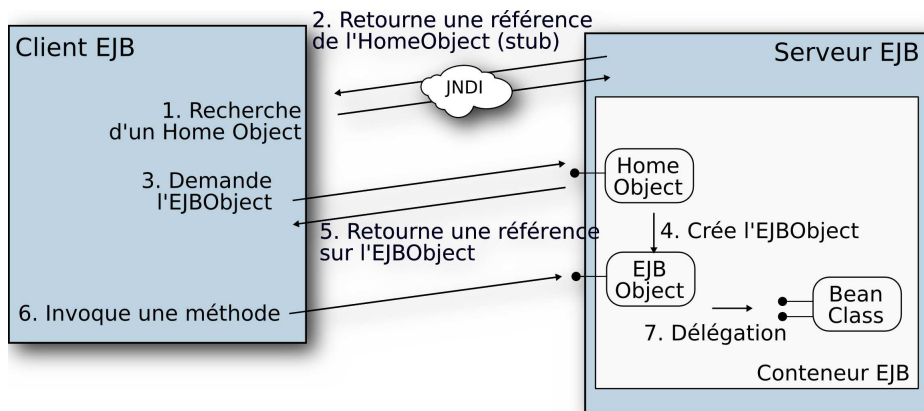 Client EJB
2. Retourne une référence
de l'HomeObject (stub)
Serveur EJB
JNDI
1. Recherche
d'un Home Object
3. Demande
l'EJBObject
Home
Object
4. Crée l'EJBObject
5. Retourne une référence
sur l'EJBObject
EJB
Object
6. Invoque une méthode
7. Délégation
Bean
Class
Conteneur EJB